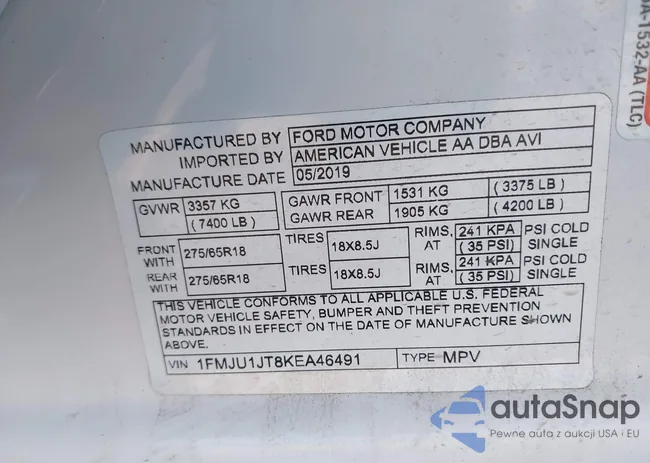 5A-1532-AA (TLC)
MANUFACTURED BY FORD MOTOR COMPANY
IMPORTED BY AMERICAN VEHICLE AA DBA AVI
MANUFACTURE DATE 05/2019
GVWR 3357 KG GAWR FRONT 1531 KG ( 3375 LB )
( 7400 LB ) GAWR REAR 1905 KG ( 4200 LB )
FRONT WITH 275/65R18 TIRES 18X8.5J RIMS, AT 241 KPA ( 35 PSI) PSI COLD SINGLE
REAR WITH 275/65R18 TIRES 18X8.5J RIMS, AT 241 KPA ( 35 PSI) PSI COLD SINGLE
THIS VEHICLE CONFORMS TO ALL APPLICABLE U.S. FEDERAL
MOTOR VEHICLE SAFETY, BUMPER AND THEFT PREVENTION
STANDARDS IN EFFECT ON THE DATE OF MANUFACTURE SHOWN
ABOVE.
VIN 1FMJU1JT8KEA46491 TYPE MPV
autaSnap
Pewne auta z aukcji USA i EU